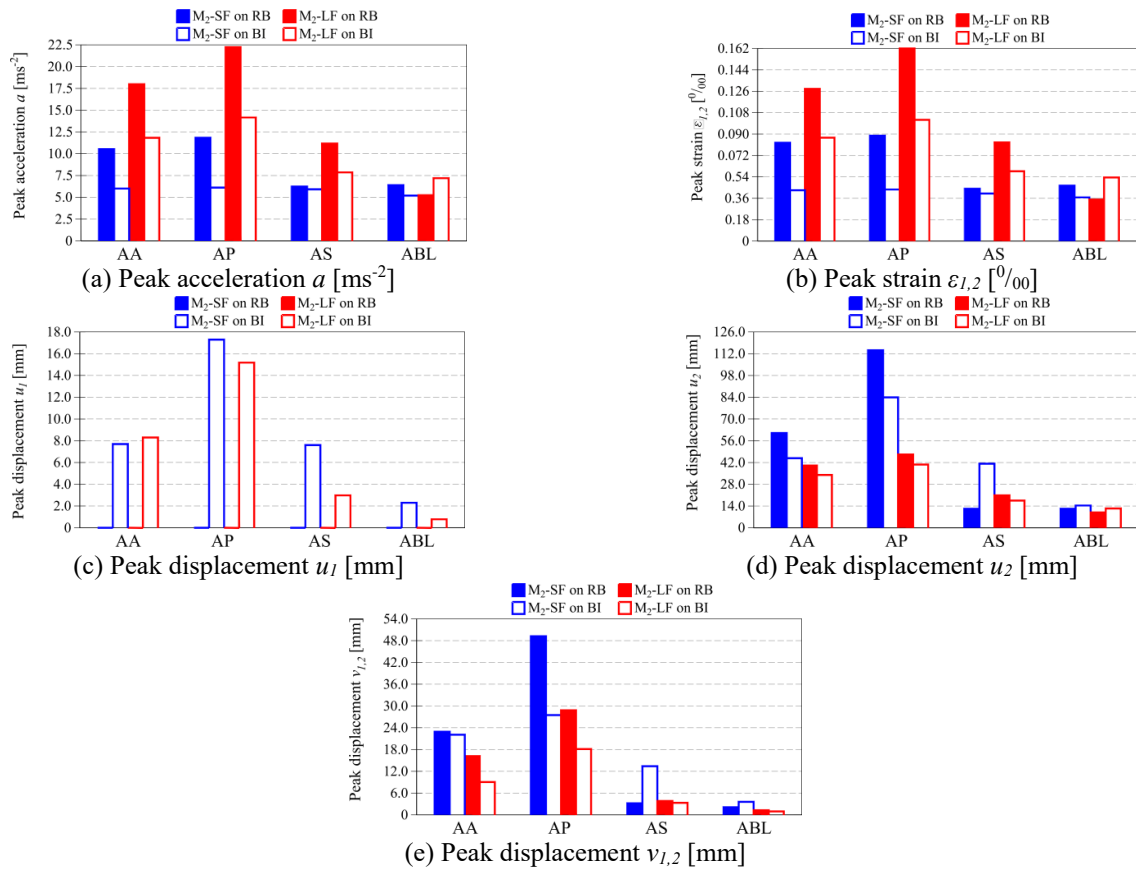 M2-SF on RB M2-LF on RB
M2-SF on BI M2-LF on BI
Peak acceleration a [ms-2]
22.5
20.0
17.5
15.0
12.5
10.0
7.5
5.0
2.5
0
AA AP AS ABL
(a) Peak acceleration a [ms-2]
M2-SF on RB M2-LF on RB
M2-SF on BI M2-LF on BI
Peak strain ε1,2 [0/00]
0.162
0.144
0.126
0.108
0.090
0.072
0.54
0.36
0.18
0
AA AP AS ABL
(b) Peak strain ε1,2 [0/00]
M2-SF on RB M2-LF on RB
M2-SF on BI M2-LF on BI
Peak displacement u1 [mm]
18.0
16.0
14.0
12.0
10.0
8.0
6.0
4.0
2.0
0
AA AP AS ABL
(c) Peak displacement u1 [mm]
M2-SF on RB M2-LF on RB
M2-SF on BI M2-LF on BI
Peak displacement u2 [mm]
126.0
112.0
98.0
84.0
70.0
56.0
42.0
28.0
14.0
0
AA AP AS ABL
(d) Peak displacement u2 [mm]
M2-SF on RB M2-LF on RB
M2-SF on BI M2-LF on BI
Peak displacement v1,2 [mm]
54.0
48.0
42.0
36.0
30.0
24.0
18.0
12.0
6.0
0
AA AP AS ABL
(e) Peak displacement v1,2 [mm]